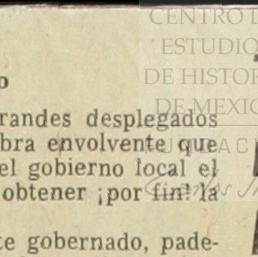 CENTRO D
ESTUDIO
DE HISTOR
DE MEXIC
o
randes desplegados
bra envolvente que
el gobierno local el
obtener ¡por fin! la
te gobernado, pade-